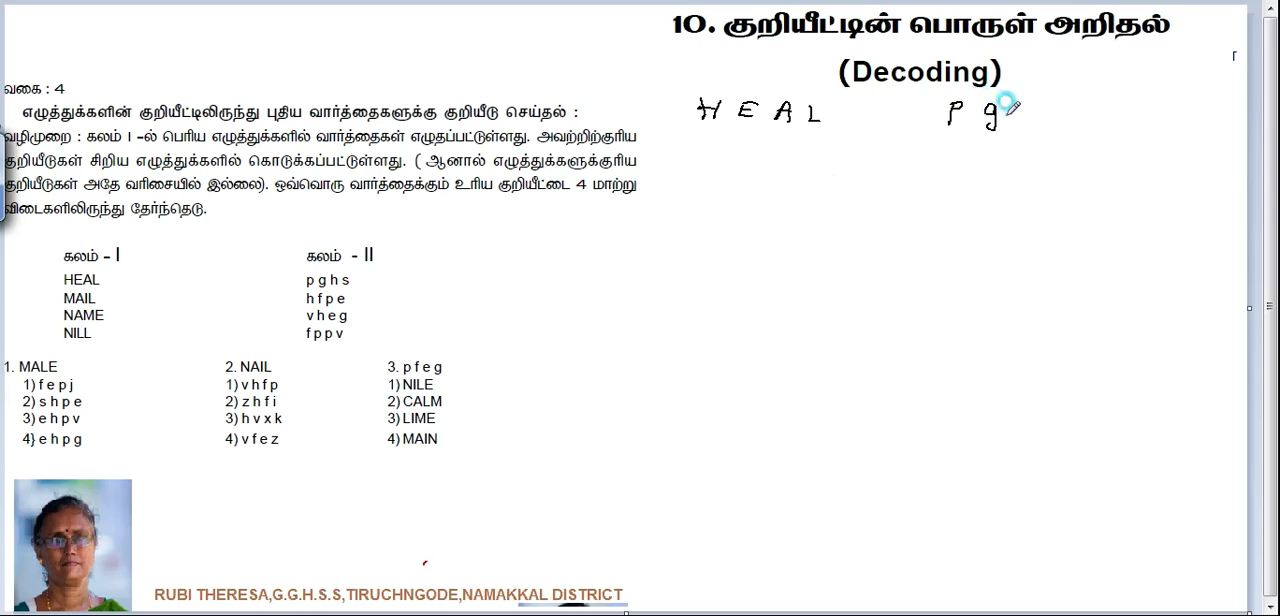 10. குறியீட்டின் பொருள் அறிதல்
(Decoding)
r
H E A L p g
வகை : 4
எழுத்துக்களின் குறியீட்டிலிருந்து புதிய வார்த்தைகளுக்கு குறியீடு செய்தல் :
வழிமுறை : கலம் I -ல் பெரிய எழுத்துக்களில் வார்த்தைகள் எழுதப்பட்டுள்ளது. அவற்றிற்குரிய
குறியீடுகள் சிறிய எழுத்துக்களில் கொடுக்கப்பட்டுள்ளது. ( ஆனால் எழுத்துக்களுக்குரிய
குறியீடுகள் அதே வரிசையில் இல்லை). ஒவ்வொரு வார்த்தைக்கும் உரிய குறியீட்டை 4 மாற்று
விடைகளிலிருந்து தேர்ந்தெடு.
கலம் - I கலம் - II
HEAL p g h s
MAIL h f p e
NAME v h e g
NILL f p p v
1. MALE 2. NAIL 3. p f e g
1) f e p j 1) v h f p 1) NILE
2) s h p e 2) z h f i 2) CALM
3) e h p v 3) h v x k 3) LIME
4} e h p g 4) v f e z 4) MAIN
RUBI THERESA,G.G.H.S.S,TIRUCHNGODE,NAMAKKAL DISTRICT